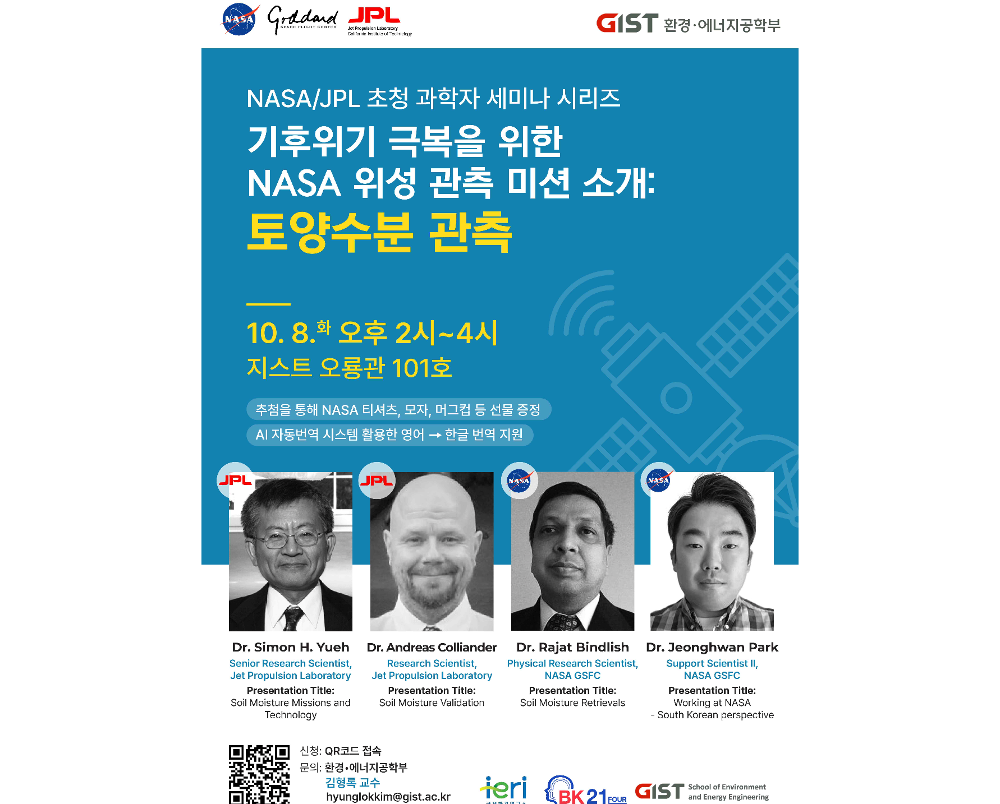 NASA
Goddard
SPACE FLIGHT CENTER
JPL
Jet Propulsion Laboratory
California Institute of Technology
GIST 환경·에너지공학부
NASA/JPL 초청 과학자 세미나 시리즈
기후위기 극복을 위한
NASA 위성 관측 미션 소개:
토양수분 관측
10. 8.화 오후 2시~4시
지스트 오룡관 101호
추첨을 통해 NASA 티셔츠, 모자, 머그컵 등 선물 증정
AI 자동번역 시스템 활용한 영어 → 한글 번역 지원
JPL
JPL
NASA
NASA
Dr. Simon H. Yueh
Senior Research Scientist,
Jet Propulsion Laboratory
Presentation Title:
Soil Moisture Missions and
Technology
Dr. Andreas Colliander
Research Scientist,
Jet Propulsion Laboratory
Presentation Title:
Soil Moisture Validation
Dr. Rajat Bindlish
Physical Research Scientist,
NASA GSFC
Presentation Title:
Soil Moisture Retrievals
Dr. Jeonghwan Park
Support Scientist II,
NASA GSFC
Presentation Title:
Working at NASA
- South Korean perspective
신청: QR코드 접속
문의: 환경•에너지공학부
김형록 교수
hyunglokkim@gist.ac.kr
ieri
국제환경연구소
BK21 FOUR
GIST School of Environment
and Energy Engineering